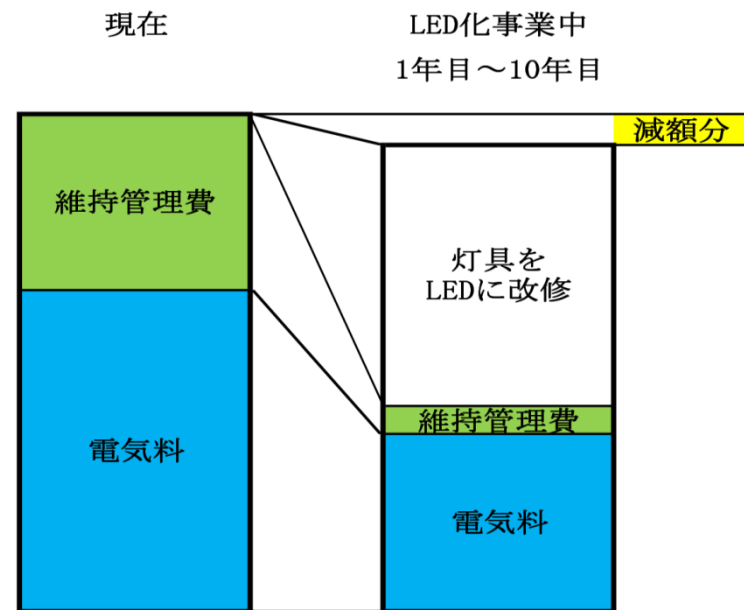 現在
LED化事業中
1年目～10年目
減額分
維持管理費
灯具を
LEDに改修
維持管理費
電気料
電気料